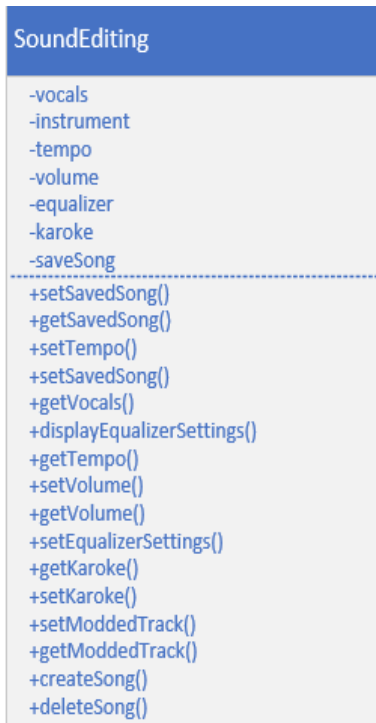 SoundEditing
-vocals
-instrument
-tempo
-volume
-equalizer
-karoke
-saveSong
+setSavedSong()
+getSavedSong()
+setTempo()
+setSavedSong()
+getVocals()
+displayEqualizerSettings()
+getTempo()
+setVolume()
+getVolume()
+setEqualizerSettings()
+getKaroke()
+setKaroke()
+setModdedTrack()
+getModdedTrack()
+createSong()
+deleteSong()